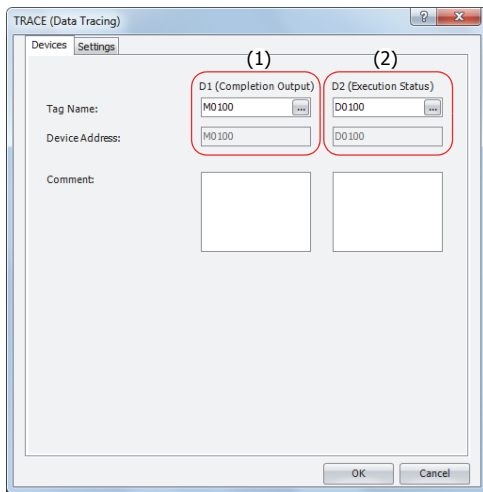 TRACE (Data Tracing)
?
Devices Settings
(1) (2)
D1 (Completion Output) D2 (Execution Status)
Tag Name: M0100 ... D0100 ...
Device Address: M0100 D0100
Comment:
OK Cancel